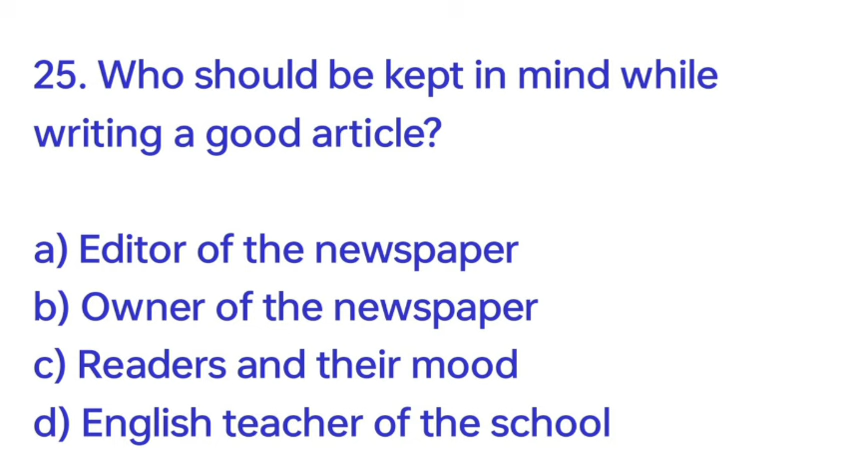 25. Who should be kept in mind while
writing a good article?
a) Editor of the newspaper
b) Owner of the newspaper
c) Readers and their mood
d) English teacher of the school